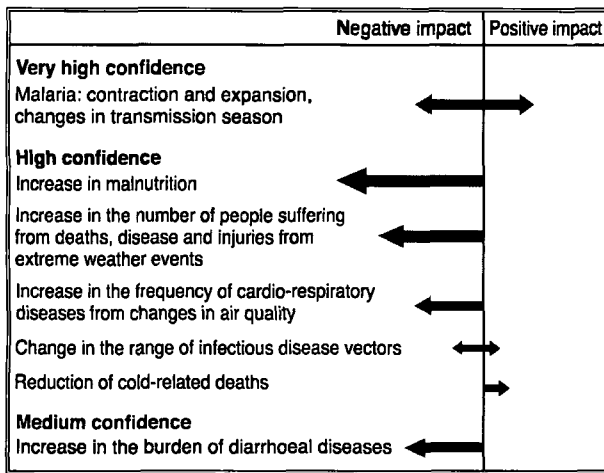 Negative impact Positive impact
Very high confidence
Malaria: contraction and expansion,
changes in transmission season
High confidence
Increase in malnutrition
Increase in the number of people suffering
from deaths, disease and injuries from
extreme weather events
Increase in the frequency of cardio-respiratory
diseases from changes in air quality
Change in the range of infectious disease vectors
Reduction of cold-related deaths
Medium confidence
Increase in the burden of diarrhoeal diseases